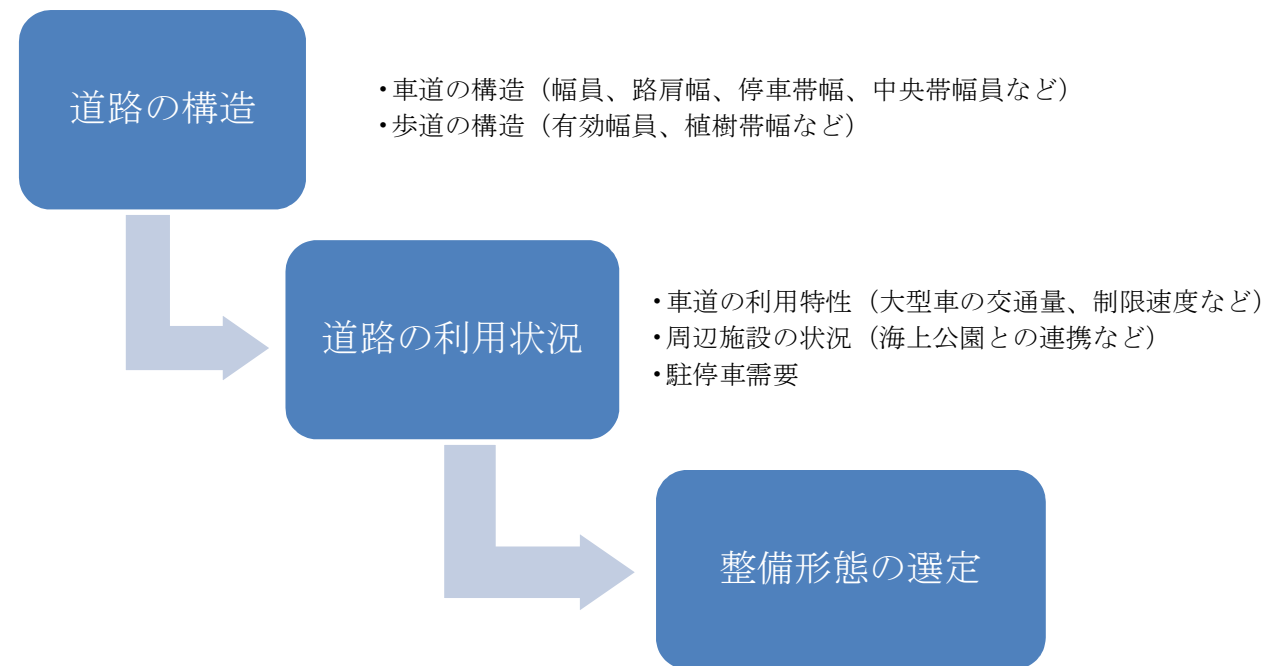 道路の構造
・車道の構造（幅員、路肩幅、停車帯幅、中央帯幅員など）
・歩道の構造（有効幅員、植樹帯幅など）
道路の利用状況
・車道の利用特性（大型車の交通量、制限速度など）
・周辺施設の状況（海上公園との連携など）
・駐停車需要
整備形態の選定